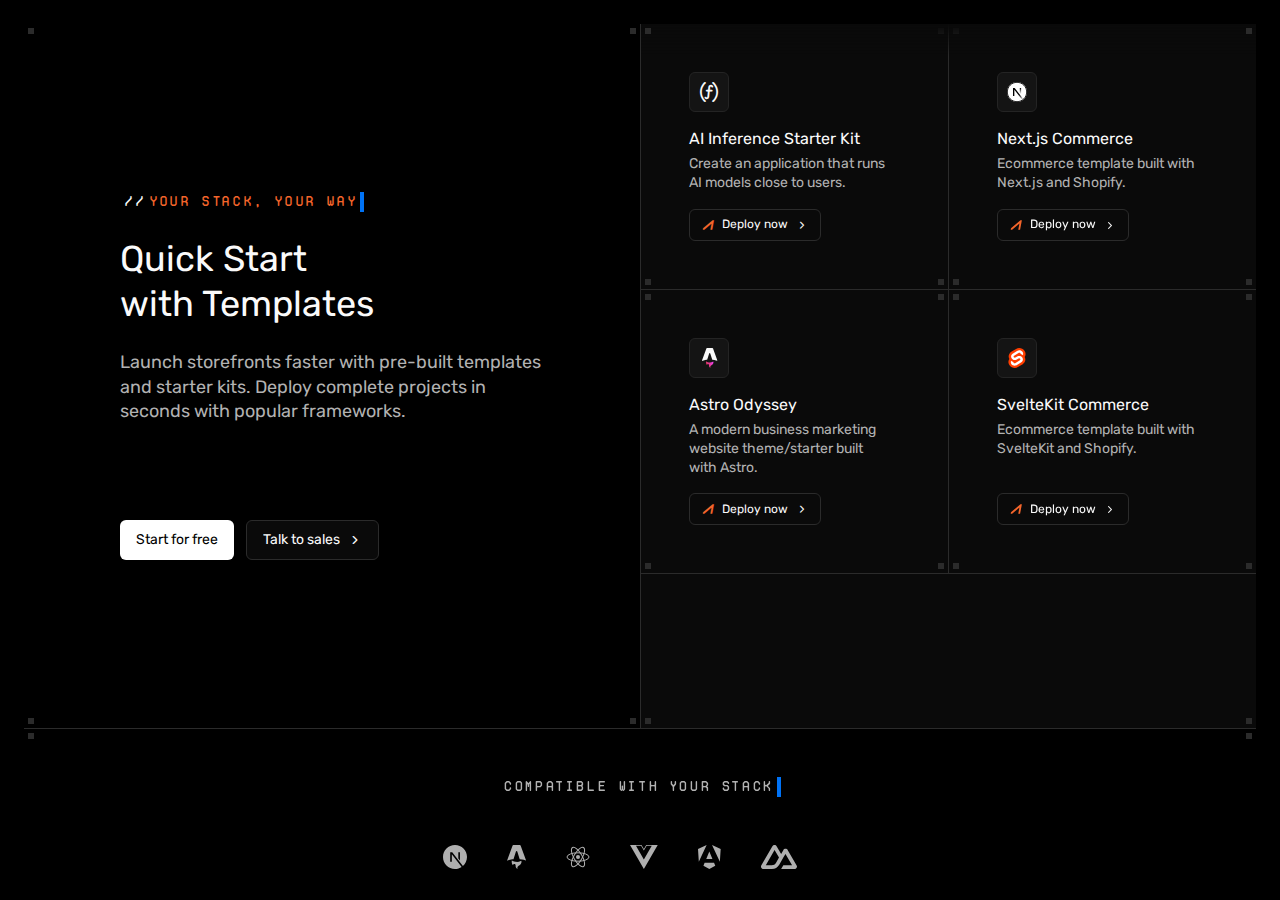 //YOUR STACK, YOUR WAY
Quick Start
with Templates
Launch storefronts faster with pre-built templates
and starter kits. Deploy complete projects in
seconds with popular frameworks.
Start for free
Talk to sales
AI Inference Starter Kit
Create an application that runs
AI models close to users.
Deploy now
Next.js Commerce
Ecommerce template built with
Next.js and Shopify.
Deploy now
Astro Odyssey
A modern business marketing
website theme/starter built
with Astro.
Deploy now
SvelteKit Commerce
Ecommerce template built with
SvelteKit and Shopify.
Deploy now
COMPATIBLE WITH YOUR STACK